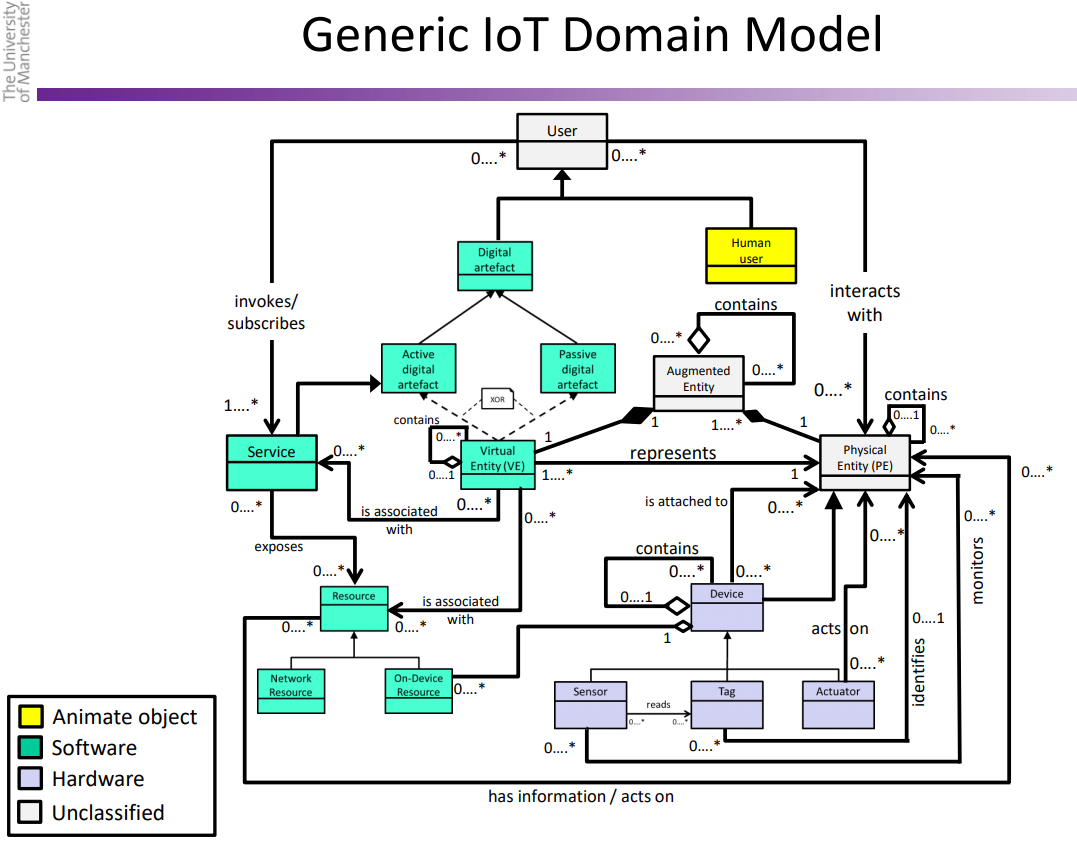 The University
of Manchester
Generic IoT Domain Model
User
0....*
0....*
Digital
artefact
Human
user
invokes/
subscribes
interacts
with
contains
0....*
0....*
Augmented
Entity
Active
digital
artefact
Passive
digital
artefact
XOR
0....*
contains
0....1
0....*
1....*
contains
0....*
0....1
1
1
1....*
1
Service
0....*
Virtual
Entity (VE)
represents
1....*
1
Physical
Entity (PE)
0....*
0....*
is associated
with
0....*
0....*
is attached to
0....*
0....*
0....*
exposes
contains
0....*
0....*
0....1
monitors
0....*
Resource
is associated
with
0....*
0....*
Device
1
acts on
0....1
identifies
0....*
Network
Resource
On-Device
Resource
0....*
Sensor
reads
0....*
0....*
Tag
Actuator
0....*
0....*
has information / acts on
Animate object
Software
Hardware
Unclassified